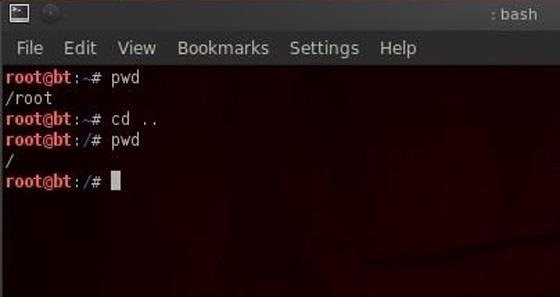 : bash
File Edit View Bookmarks Settings Help
root@bt:~# pwd
/root
root@bt:~# cd ..
root@bt:/# pwd
/
root@bt:/#